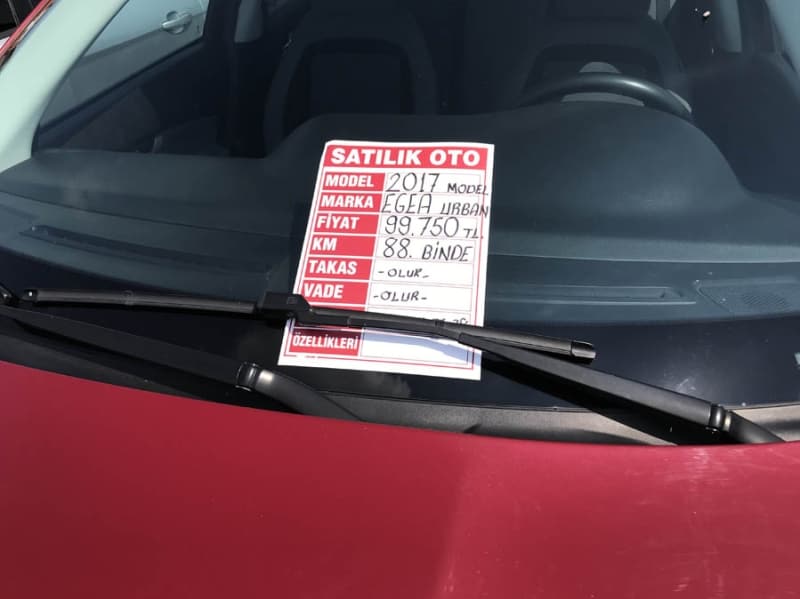 SATILIK OTO
MODEL 2017 MODEL
MARKA EGEA URBAN
FİYAT 99.750 TL.
KM 88. BİNDE
TAKAS -OLUR-
VADE -OLUR-
ÖZELLİKLERİ